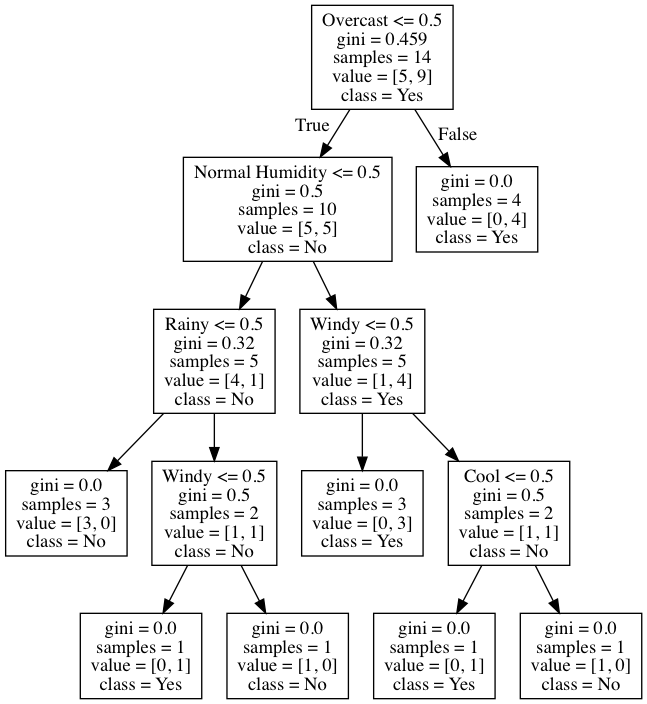 Overcast <= 0.5
gini = 0.459
samples = 14
value = [5, 9]
class = Yes
True
False
Normal Humidity <= 0.5
gini = 0.5
samples = 10
value = [5, 5]
class = No
gini = 0.0
samples = 4
value = [0, 4]
class = Yes
Rainy <= 0.5
gini = 0.32
samples = 5
value = [4, 1]
class = No
Windy <= 0.5
gini = 0.32
samples = 5
value = [1, 4]
class = Yes
gini = 0.0
samples = 3
value = [3, 0]
class = No
Windy <= 0.5
gini = 0.5
samples = 2
value = [1, 1]
class = No
gini = 0.0
samples = 3
value = [0, 3]
class = Yes
Cool <= 0.5
gini = 0.5
samples = 2
value = [1, 1]
class = No
gini = 0.0
samples = 1
value = [0, 1]
class = Yes
gini = 0.0
samples = 1
value = [1, 0]
class = No
gini = 0.0
samples = 1
value = [0, 1]
class = Yes
gini = 0.0
samples = 1
value = [1, 0]
class = No